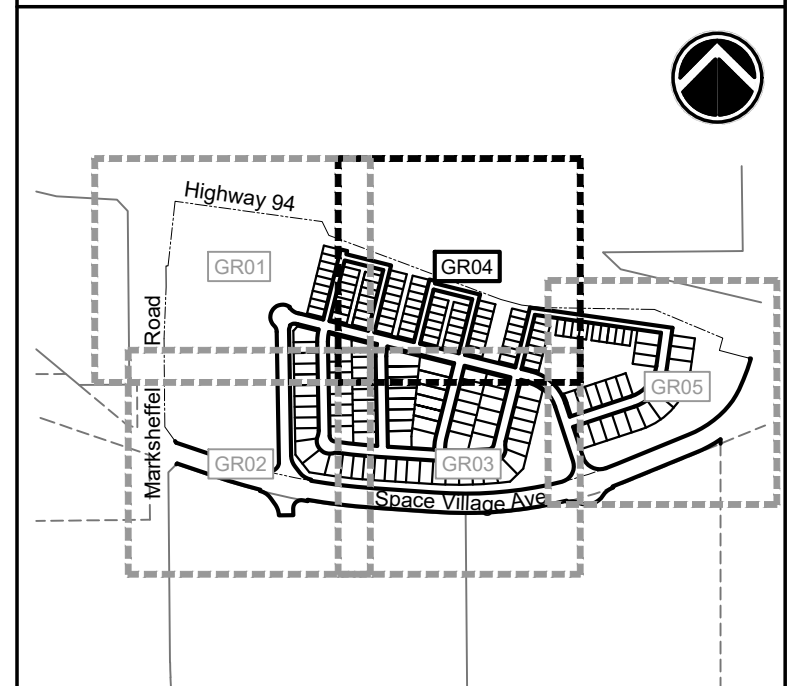 Highway 94
GR01
GR04
Marksheffel Road
GR05
GR02
GR03
Space Village Ave